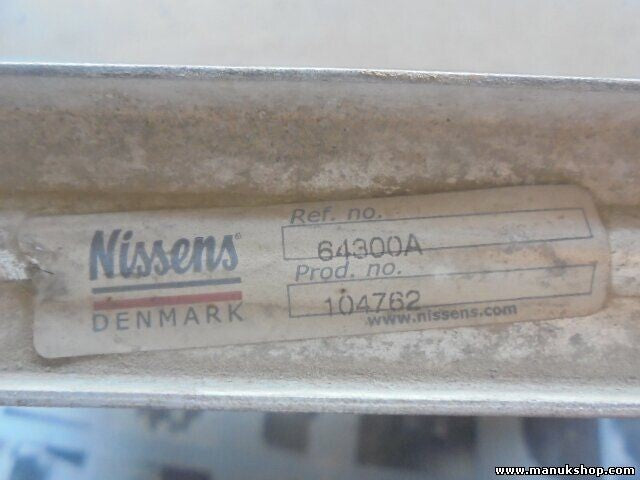 Nissens®
DENMARK
Ref. no.
64300A
Prod. no.
104762
www.nissens.com
www.manukshop.com